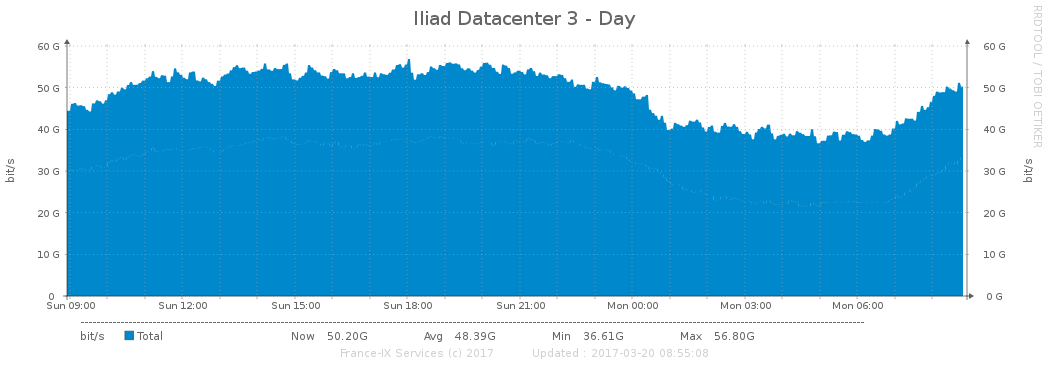 Iliad Datacenter 3 - Day
RRDTOOL / TOBI OETIKER
bit/s
60 G
50 G
40 G
30 G
20 G
10 G
0
60 G
50 G
40 G
30 G
20 G
10 G
0 G
bit/s
Sun 09:00 Sun 12:00 Sun 15:00 Sun 18:00 Sun 21:00 Mon 00:00 Mon 03:00 Mon 06:00
bit/s Total Now 50.20G Avg 48.39G Min 36.61G Max 56.80G
France-IX Services (c) 2017 Updated : 2017-03-20 08:55:08